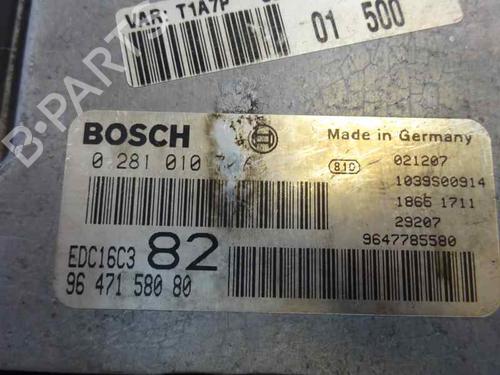 VAR: T1A7P
01 500
B-PARTS
BOSCH
Made in Germany
0 281 010
810
021207
1039S00914
1865 1711
29207
9647785580
EDC16C3 82
96 471 580 80